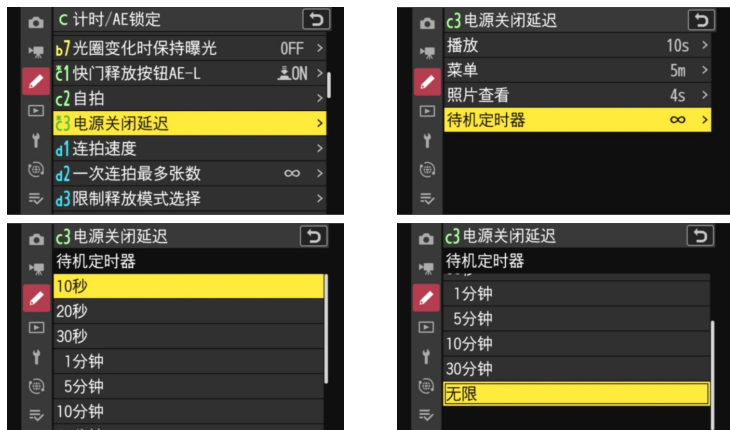 C 计时/AE锁定
b7 光圈变化时保持曝光 OFF >
c1 快门释放按钮AE-L ON >
c2 自拍 >
c3 电源关闭延迟 >
d1 连拍速度 >
d2 一次连拍最多张数 ∞ >
d3 限制释放模式选择 >
c3 电源关闭延迟
播放 10s >
菜单 5m >
照片查看 4s >
待机定时器 ∞ >
c3 电源关闭延迟
待机定时器
10秒
20秒
30秒
1分钟
5分钟
10分钟
c3 电源关闭延迟
待机定时器
1分钟
5分钟
10分钟
30分钟
无限